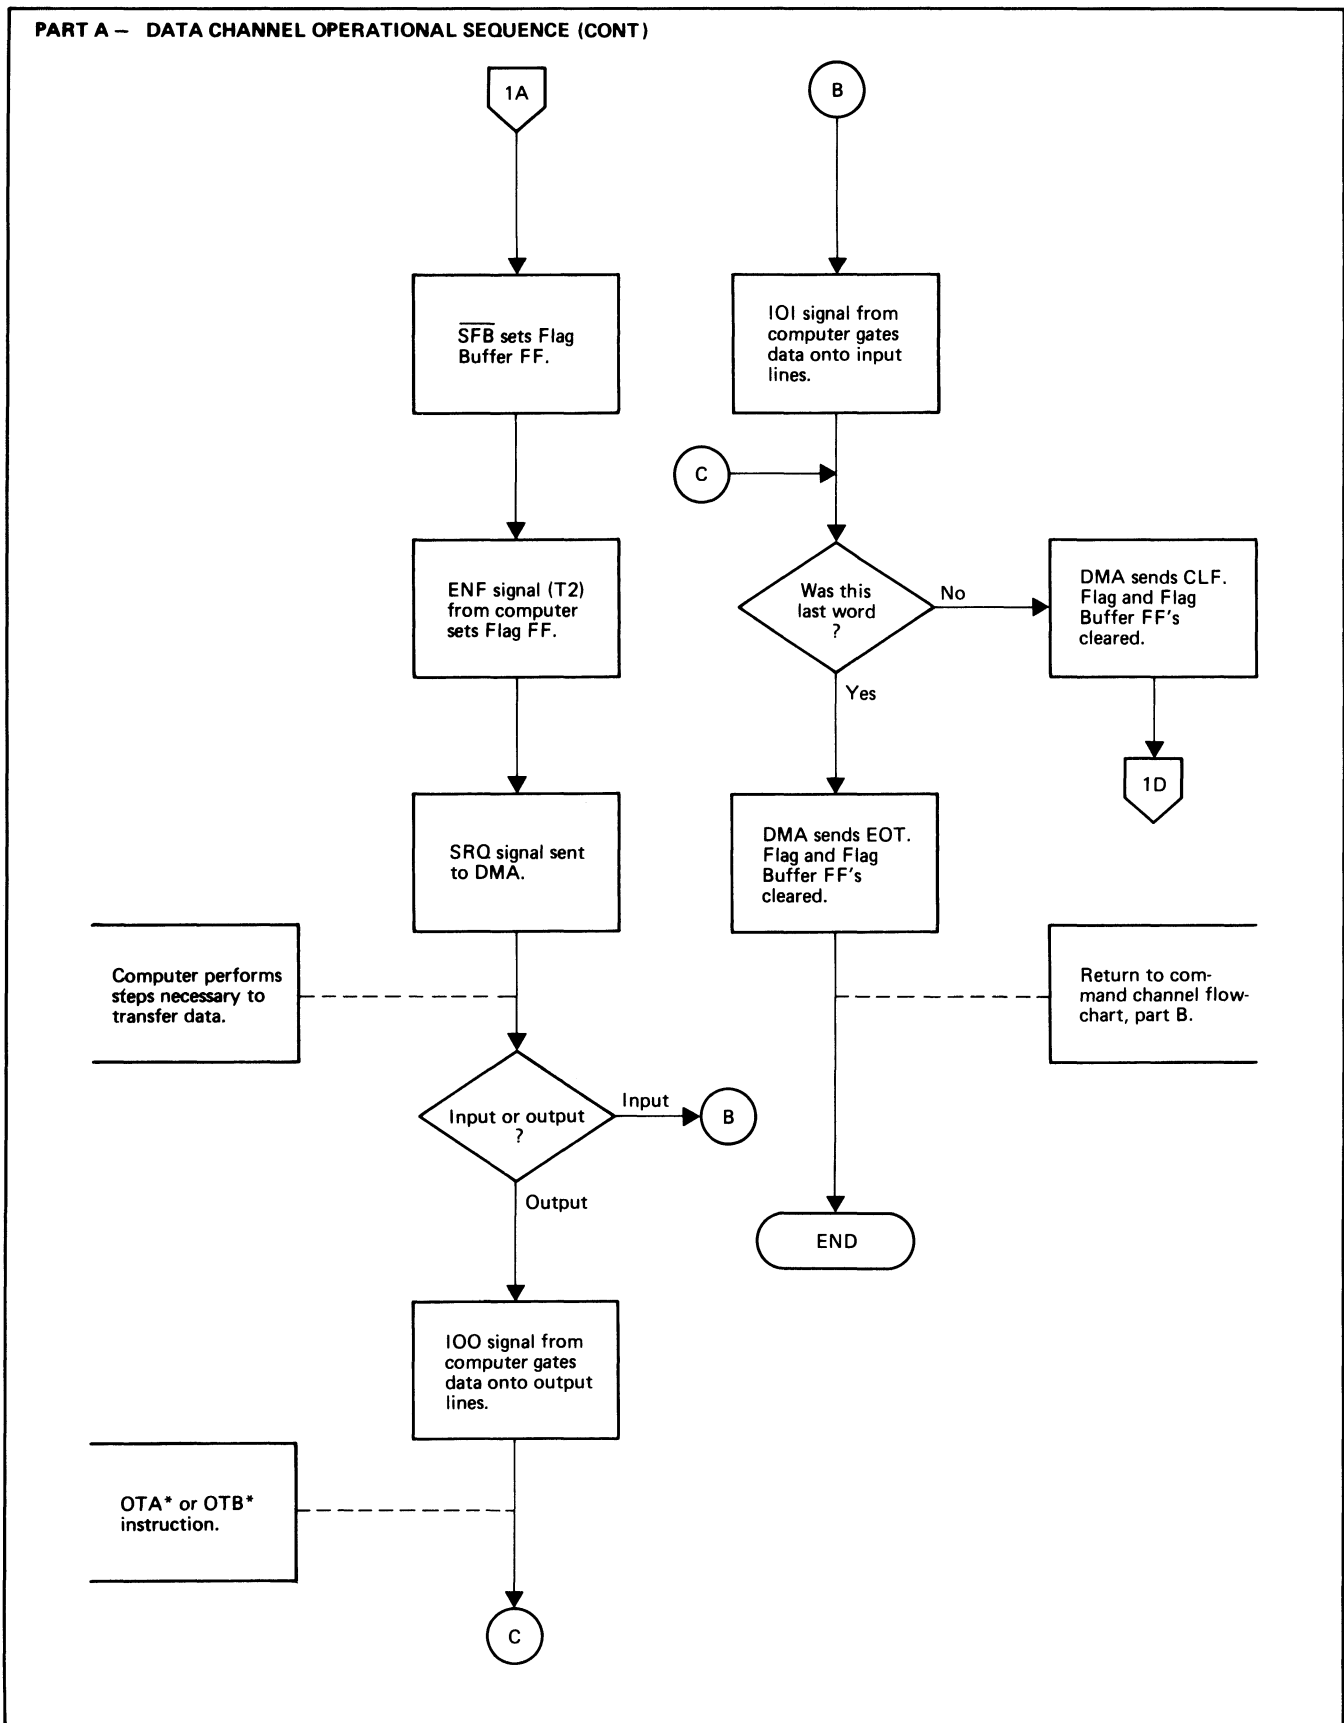 PART A – DATA CHANNEL OPERATIONAL SEQUENCE (CONT)
1A
S̅F̅B̅ sets Flag
Buffer FF.
ENF signal (T2)
from computer
sets Flag FF.
SRQ signal sent
to DMA.
Computer performs
steps necessary to
transfer data.
Input or output
?
Input
B
Output
IOO signal from
computer gates
data onto output
lines.
OTA* or OTB*
instruction.
C
B
IOI signal from
computer gates
data onto input
lines.
C
Was this
last word
?
No
DMA sends CLF.
Flag and Flag
Buffer FF's
cleared.
1D
Yes
DMA sends EOT.
Flag and Flag
Buffer FF's
cleared.
Return to com-
mand channel flow-
chart, part B.
END